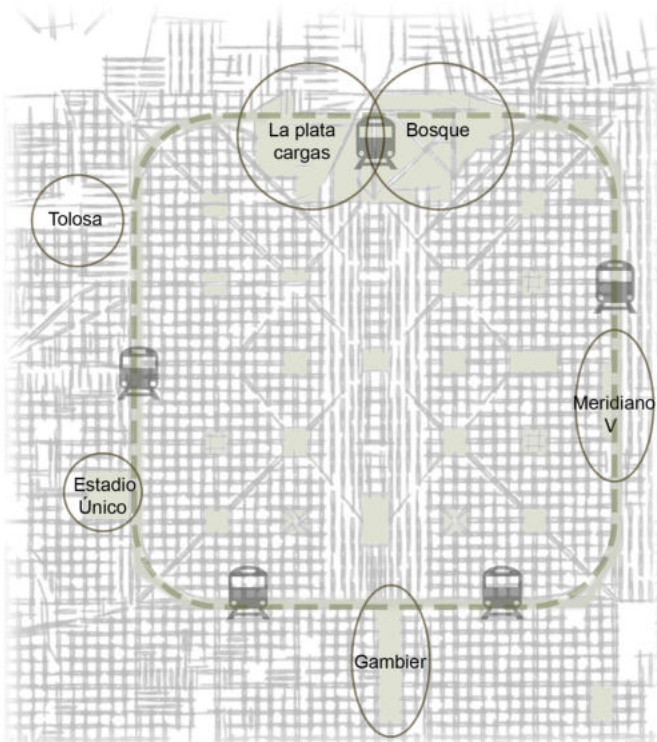 La plata
cargas
Bosque
Tolosa
Meridiano
V
Estadio
Único
Gambier